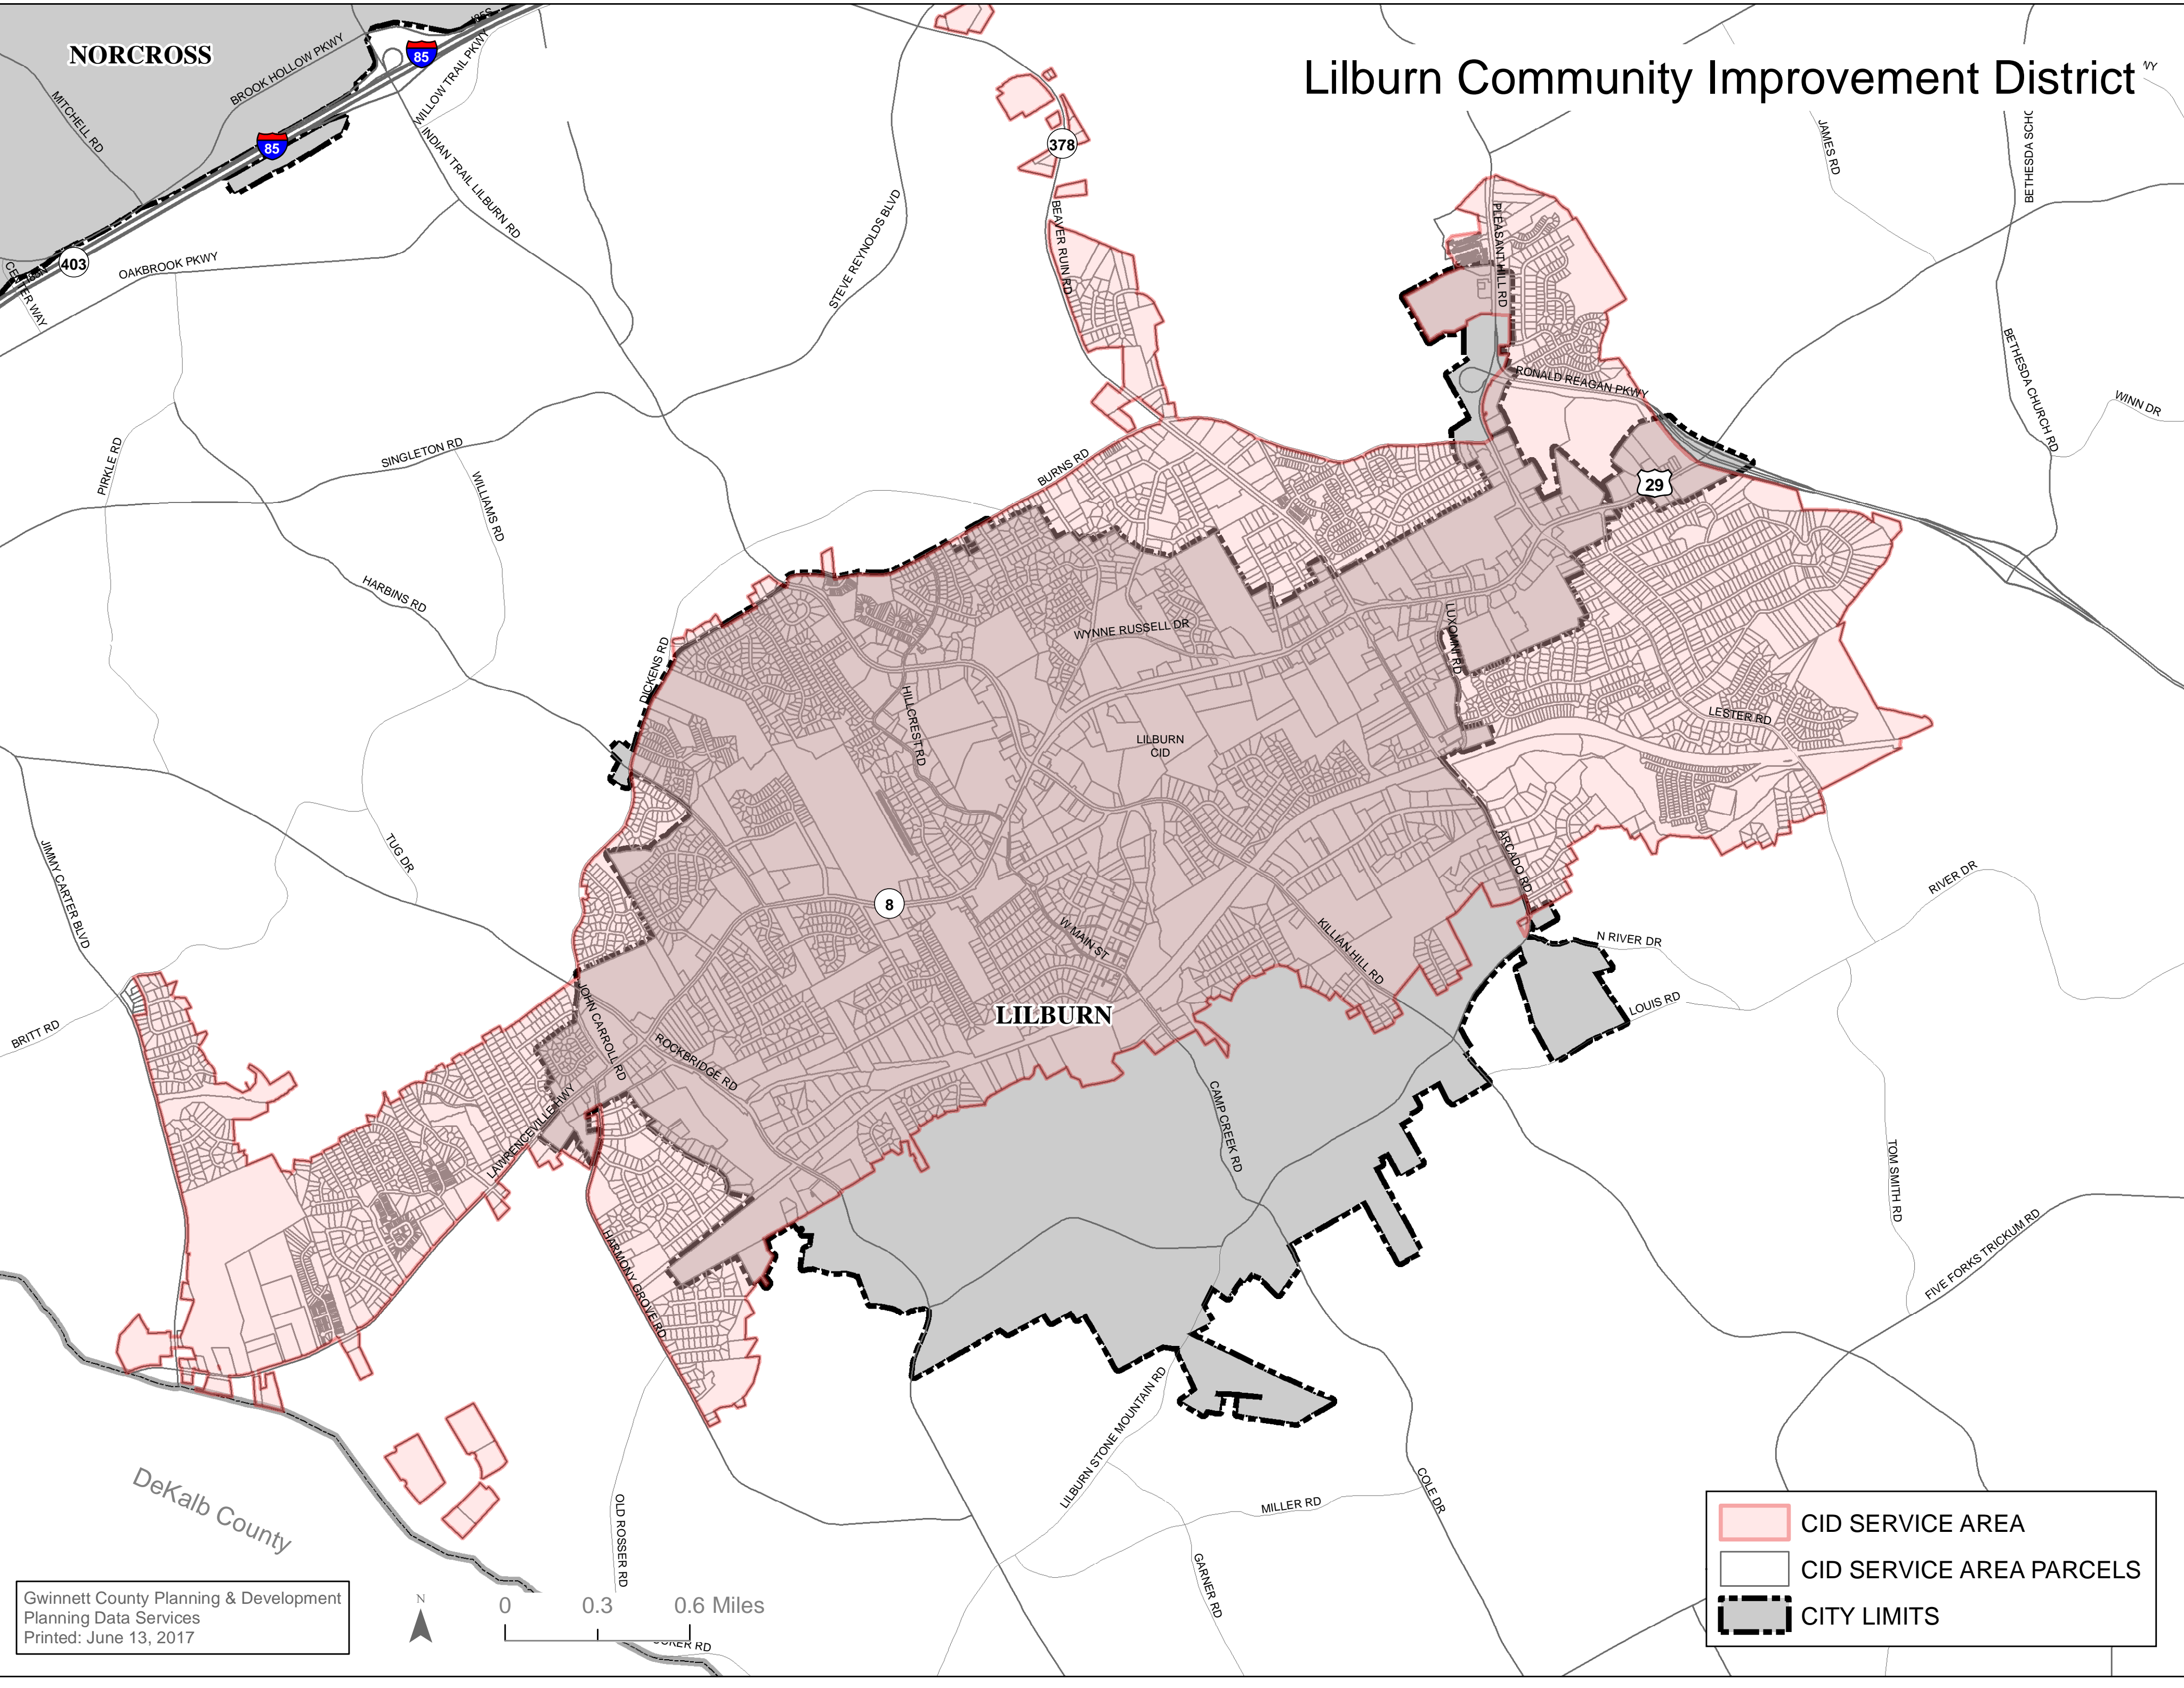 Lilburn Community Improvement District
NORCROSS
BROOK HOLLOW PKWY
MITCHELL RD
85
85
WILLOW TRAIL PKWY
INDIAN TRAIL LILBURN RD
403
OAKBROOK PKWY
STEVE REYNOLDS BLVD
378
BEAVER RUIN RD
PLEASANT HILL RD
JAMES RD
BETHESDA CHURCH RD
WINN DR
RONALD REAGAN PKWY
29
PIRKLE RD
SINGLETON RD
WILLIAMS RD
BURNS RD
HARBINS RD
DICKENS RD
WYNNE RUSSELL DR
LUXOMNI RD
HILLCREST RD
LILBURN
CID
LESTER RD
JIMMY CARTER BLVD
TUG DR
8
W MAIN ST
KILLIAN HILL RD
ARCADO RD
RIVER DR
N RIVER DR
LOUIS RD
BRITT RD
JOHN CARROLL RD
ROCKBRIDGE RD
LILBURN
LAWRENCEVILLE HWY
CAMP CREEK RD
TOM SMITH RD
HARMONY GROVE RD
FIVE FORKS TRICKUM RD
LILBURN STONE MOUNTAIN RD
DeKalb County
OLD ROSSER RD
MILLER RD
COLE DR
GARNER RD
Gwinnett County Planning & Development
Planning Data Services
Printed: June 13, 2017
N
0 0.3 0.6 Miles
CID SERVICE AREA
CID SERVICE AREA PARCELS
CITY LIMITS